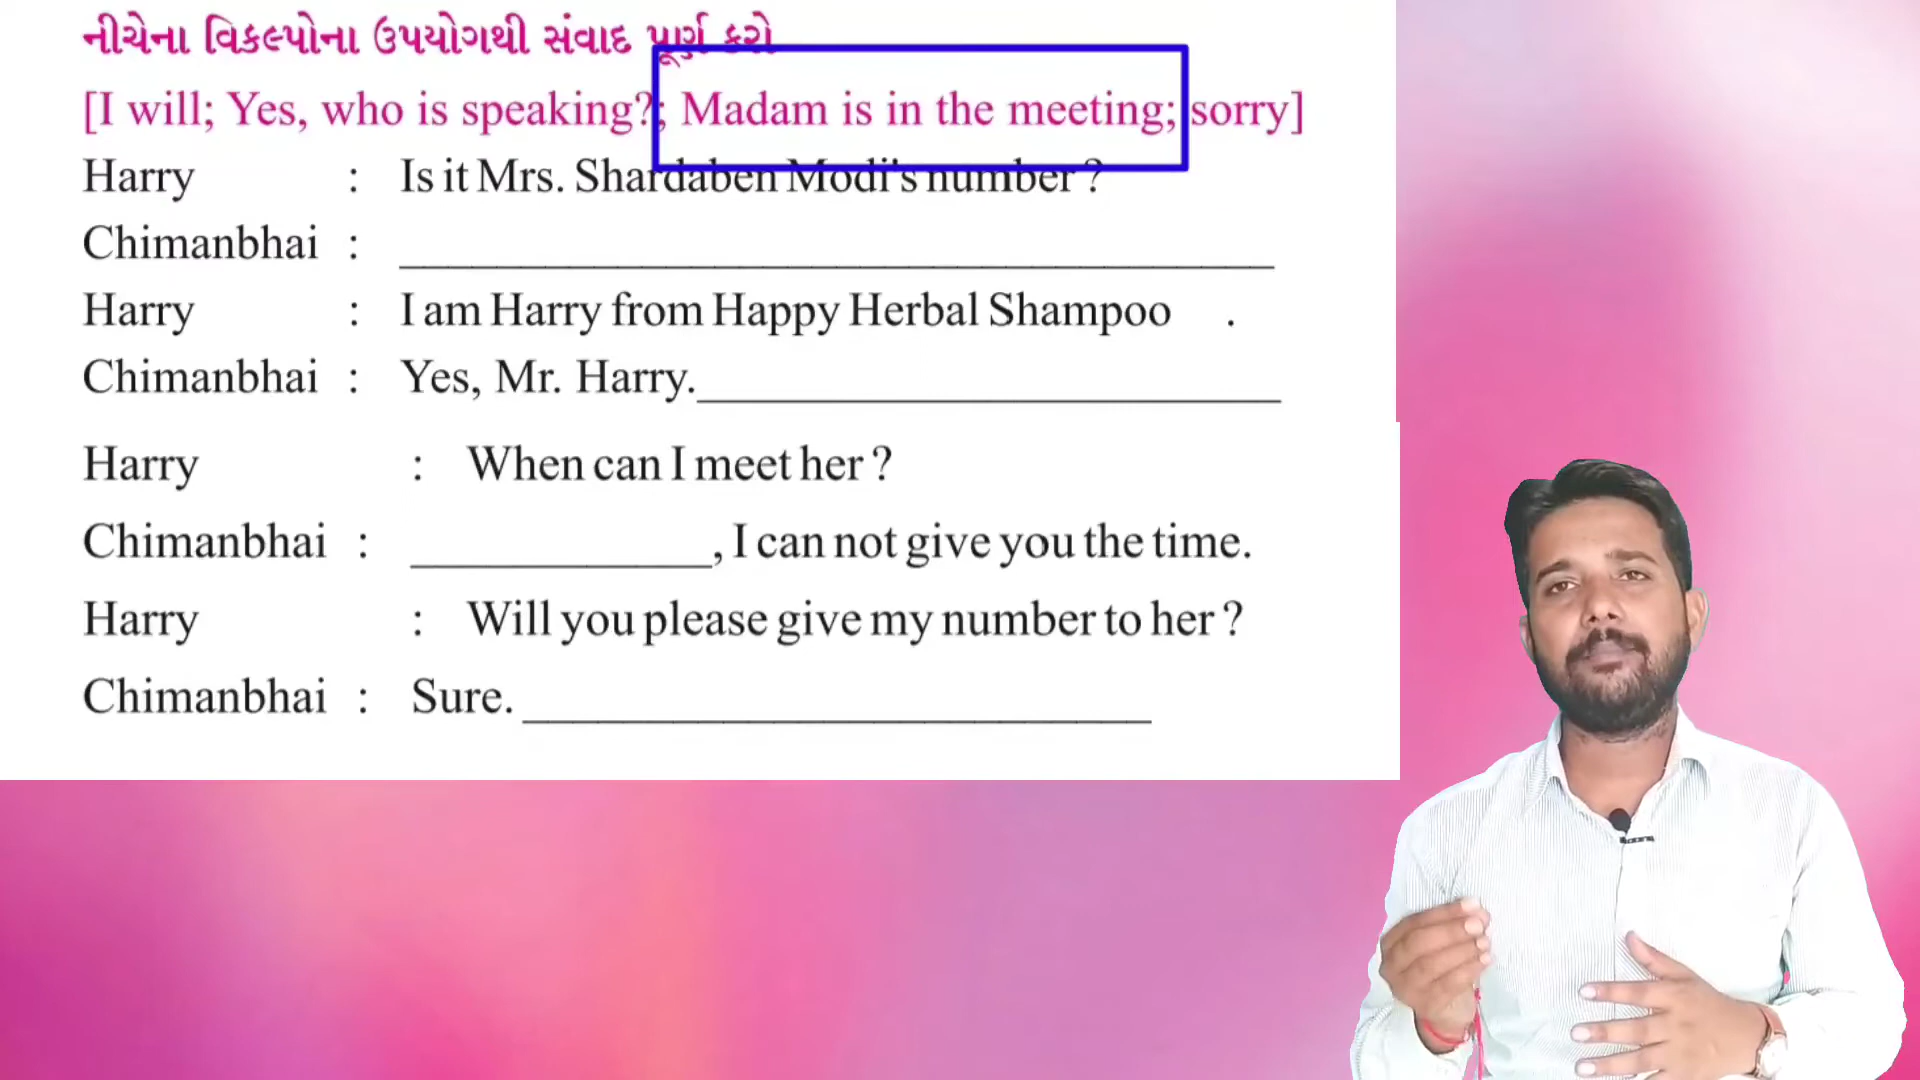 નીચેના વિકલ્પોના ઉપયોગથી સંવાદ પૂર્ણ કરો
[I will; Yes, who is speaking?; Madam is in the meeting; sorry]
Harry : Is it Mrs. Shardaben Modi's number ?
Chimanbhai : ____________________
Harry : I am Harry from Happy Herbal Shampoo .
Chimanbhai : Yes, Mr. Harry. ____________________
Harry : When can I meet her ?
Chimanbhai : ____________, I can not give you the time.
Harry : Will you please give my number to her ?
Chimanbhai : Sure. ____________________